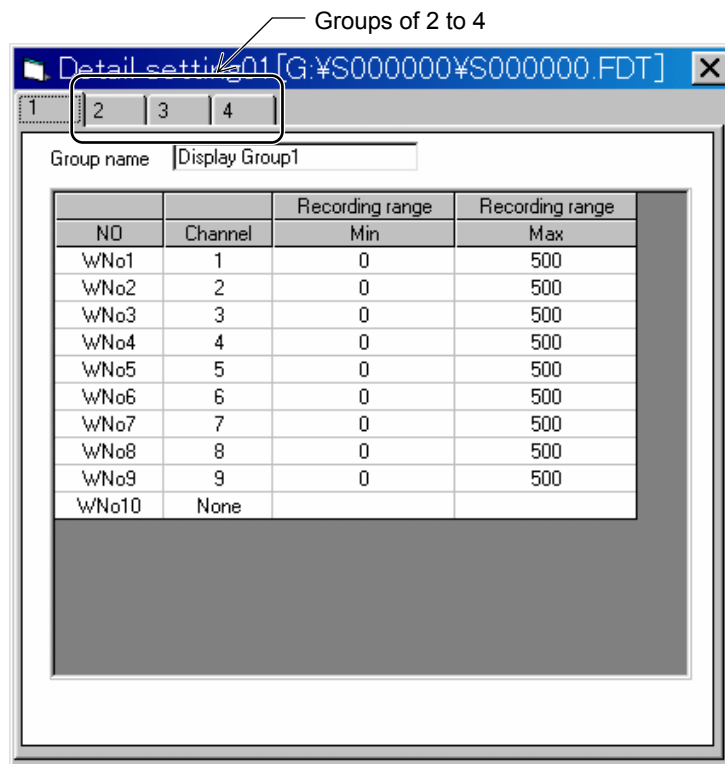 Groups of 2 to 4
Detail setting01[G:¥S000000¥S000000.FDT]
1 2 3 4
Group name Display Group1
Recording range Recording range
NO Channel Min Max
WNo1 1 0 500
WNo2 2 0 500
WNo3 3 0 500
WNo4 4 0 500
WNo5 5 0 500
WNo6 6 0 500
WNo7 7 0 500
WNo8 8 0 500
WNo9 9 0 500
WNo10 None